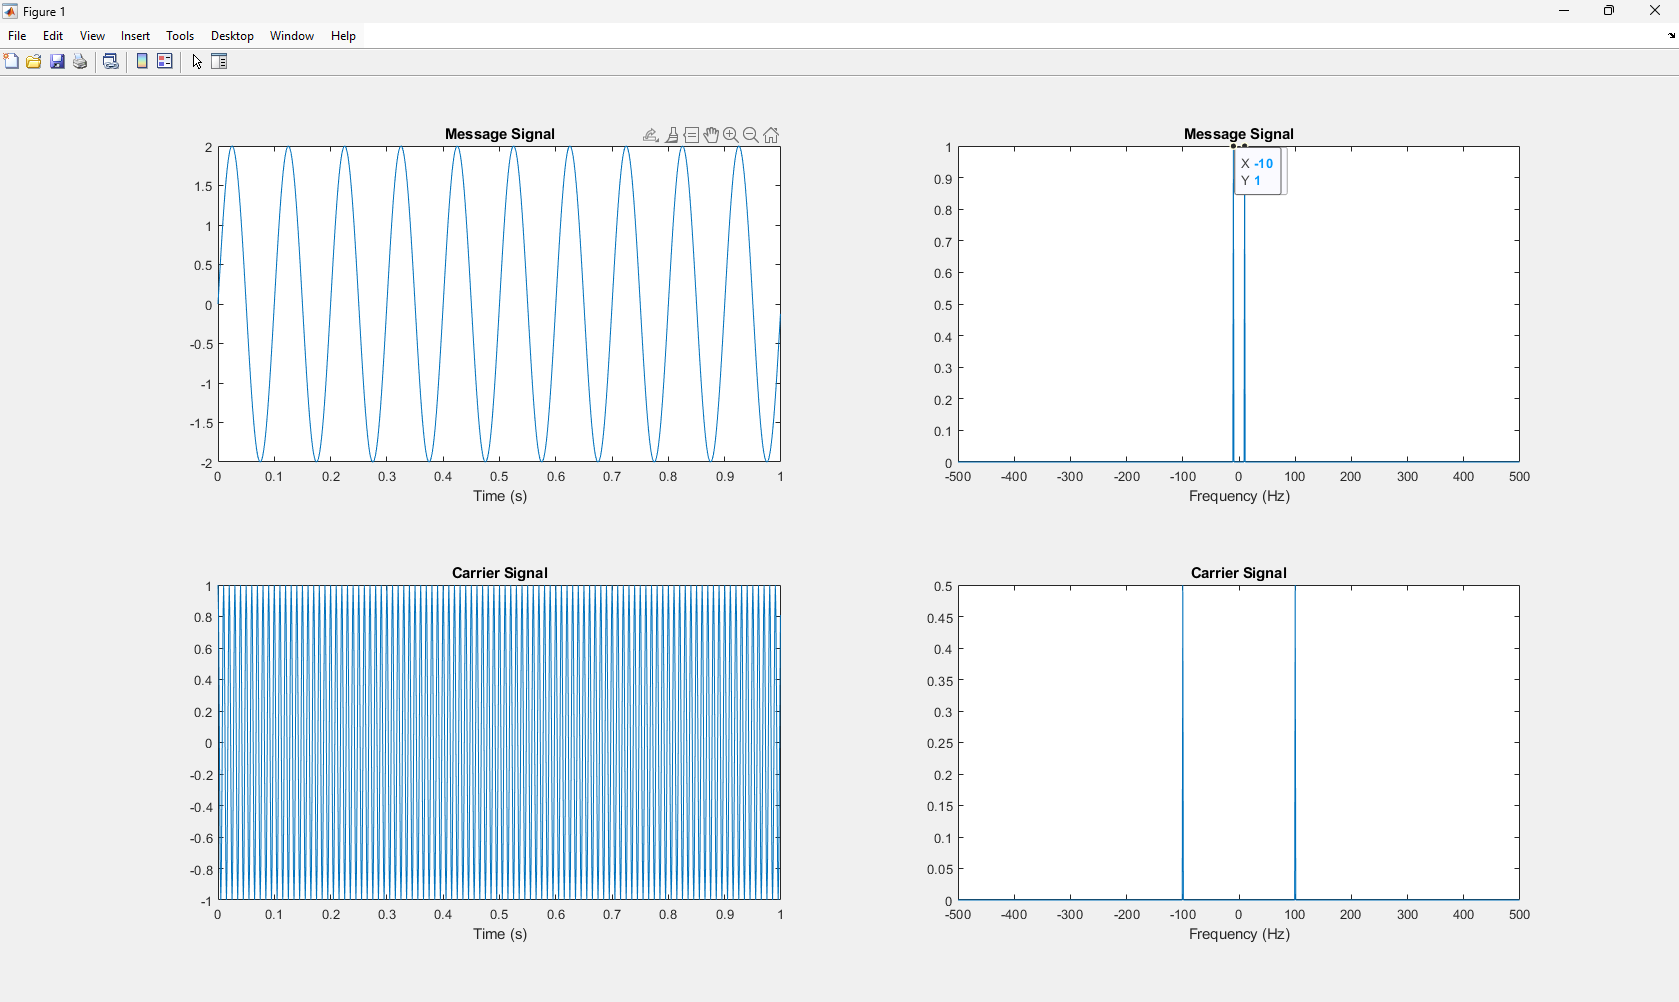 Figure 1
File Edit View Insert Tools Desktop Window Help
Message Signal
2
1.5
1
0.5
0
-0.5
-1
-1.5
-2
0 0.1 0.2 0.3 0.4 0.5 0.6 0.7 0.8 0.9 1
Time (s)
Message Signal
X -10
Y 1
1
0.9
0.8
0.7
0.6
0.5
0.4
0.3
0.2
0.1
0
-500 -400 -300 -200 -100 0 100 200 300 400 500
Frequency (Hz)
Carrier Signal
1
0.8
0.6
0.4
0.2
0
-0.2
-0.4
-0.6
-0.8
-1
0 0.1 0.2 0.3 0.4 0.5 0.6 0.7 0.8 0.9 1
Time (s)
Carrier Signal
0.5
0.45
0.4
0.35
0.3
0.25
0.2
0.15
0.1
0.05
0
-500 -400 -300 -200 -100 0 100 200 300 400 500
Frequency (Hz)